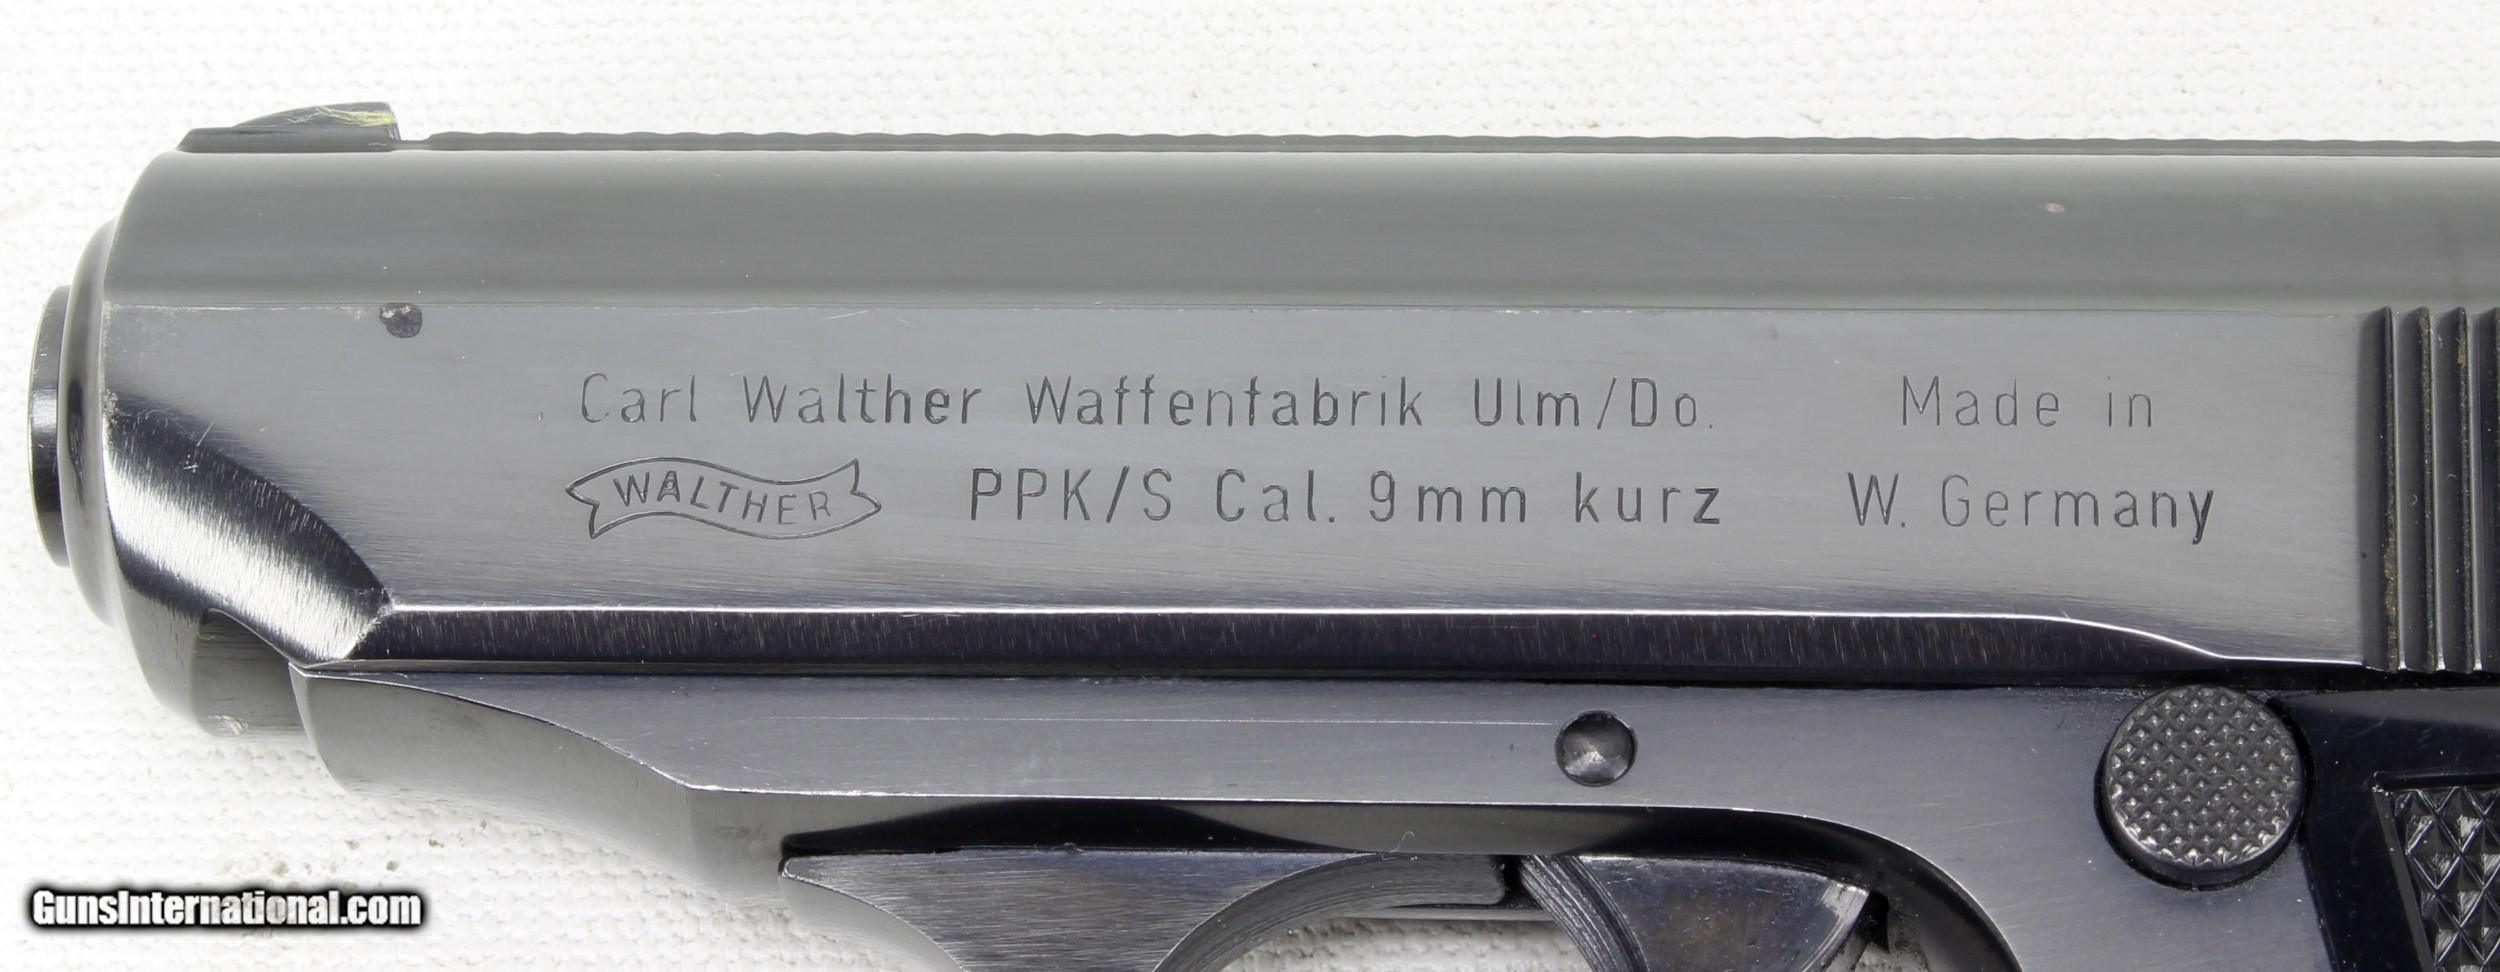 Carl Walther Waffenfabrik Ulm/Do.
WALTHER PPK/S Cal. 9mm kurz
Made in
W. Germany
GunsInternational.com